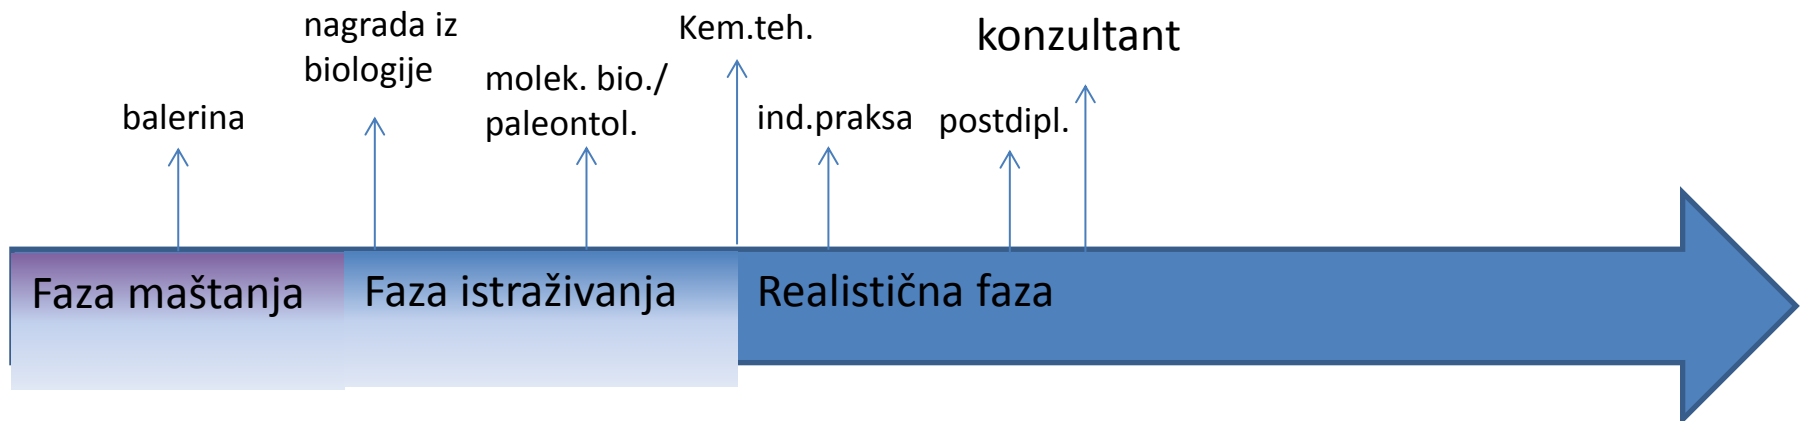 balerina
nagrada iz
biologije
molek. bio./
paleontol.
Kem.teh.
ind.praksa
postdipl.
konzultant
Faza maštanja
Faza istraživanja
Realistična faza